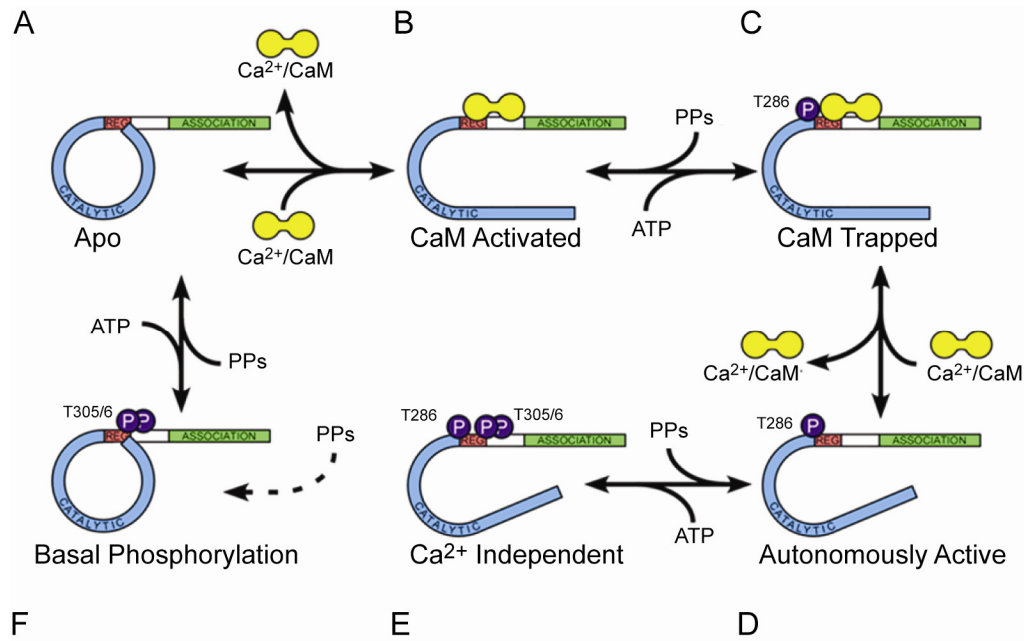 A
B
C
Ca2+/CaM
REG
ASSOCIATION
CATALYTIC
Apo
Ca2+/CaM
REG
ASSOCIATION
CATALYTIC
CaM Activated
PPs
ATP
T286
P
REG
ASSOCIATION
CATALYTIC
CaM Trapped
ATP
PPs
Ca2+/CaM
Ca2+/CaM
T305/6
P ?
REG
ASSOCIATION
CATALYTIC
Basal Phosphorylation
PPs
T286
P
P ?
T305/6
REG
ASSOCIATION
CATALYTIC
Ca2+ Independent
PPs
ATP
T286
P
REG
ASSOCIATION
CATALYTIC
Autonomously Active
F
E
D